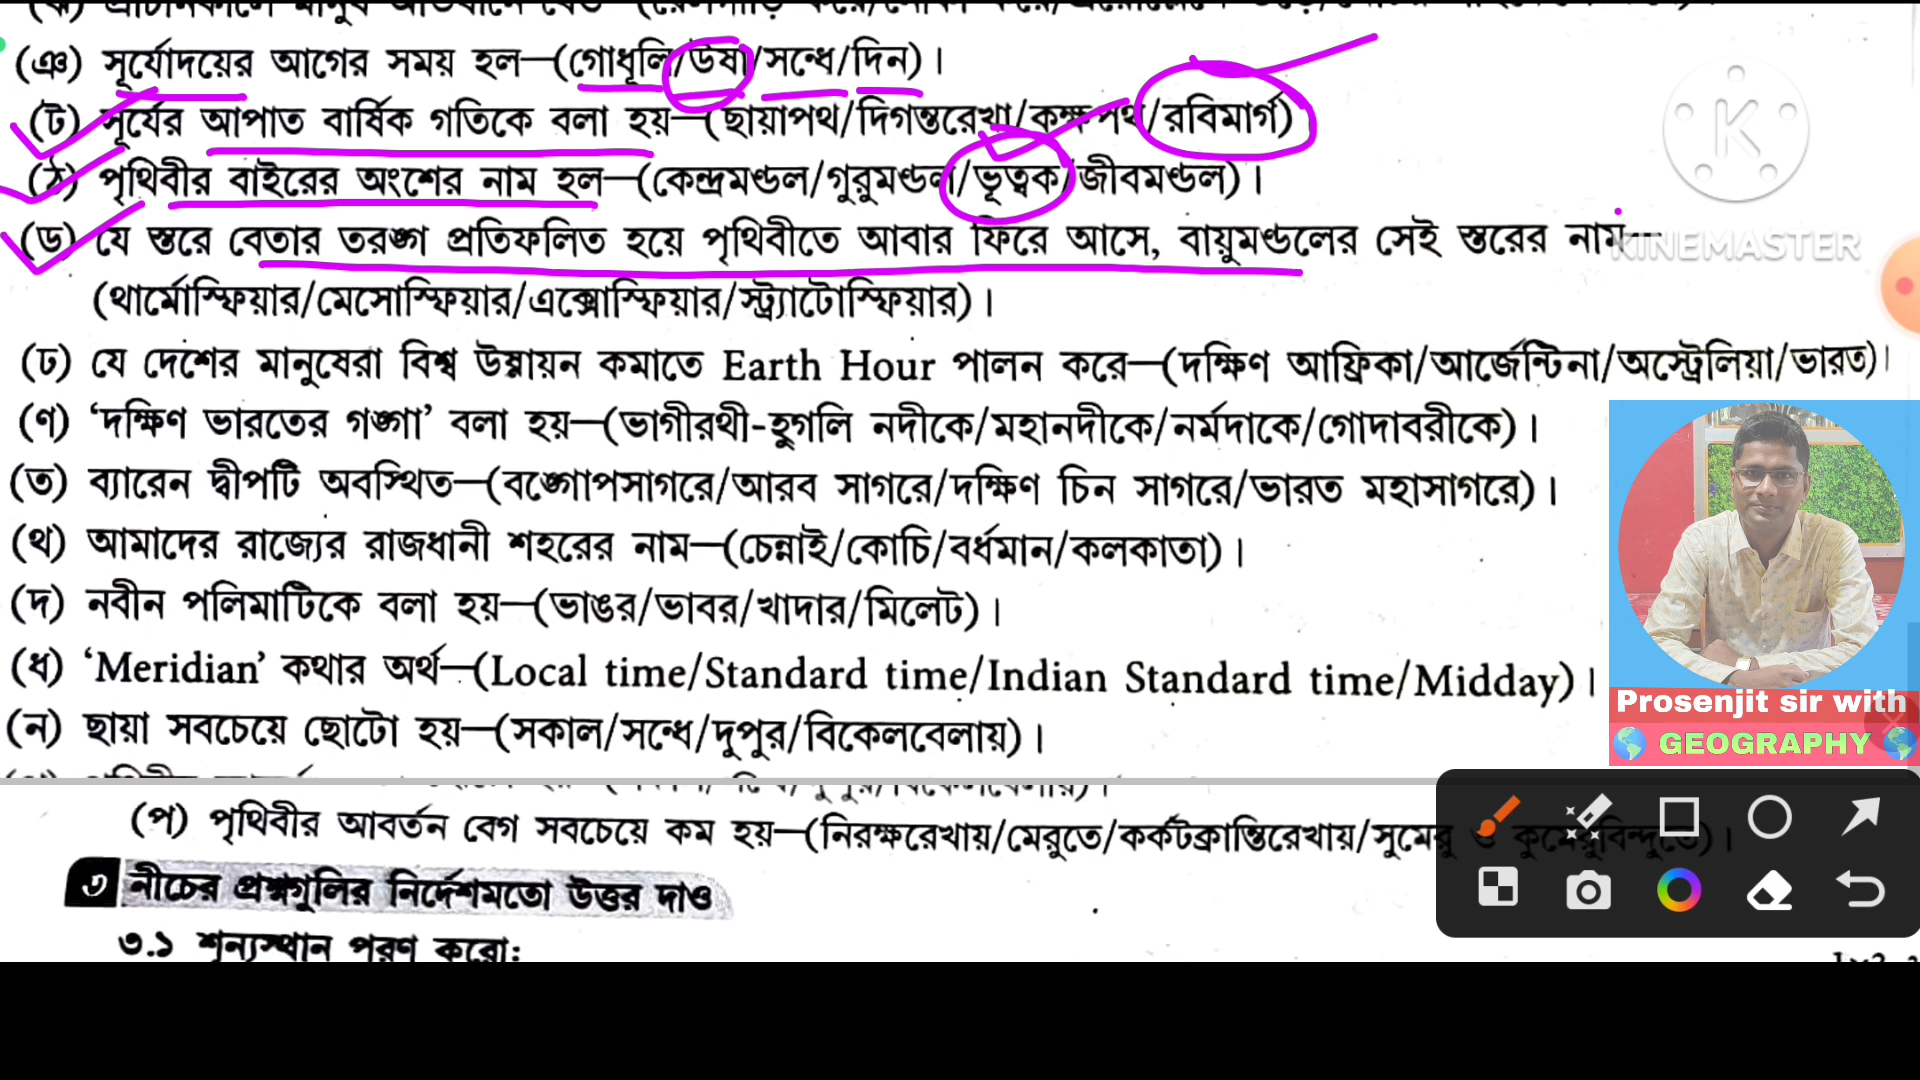 (ঞ) সূর্যোদয়ের আগের সময় হল—(গোধূলি/ঊষা/সন্ধে/দিন)।
(ট) সূর্যের আপাত বার্ষিক গতিকে বলা হয়—(ছায়াপথ/দিগন্তরেখা/কক্ষপথ/রবিমার্গ)
(ঠ) পৃথিবীর বাইরের অংশের নাম হল—(কেন্দ্রমণ্ডল/গুরুমণ্ডল/ভূত্বক/জীবমণ্ডল)।
(ড) যে স্তরে বেতার তরঙ্গ প্রতিফলিত হয়ে পৃথিবীতে আবার ফিরে আসে, বায়ুমণ্ডলের সেই স্তরের নাম—
KINEMASTER
(থার্মোস্ফিয়ার/মেসোস্ফিয়ার/এক্সোস্ফিয়ার/স্ট্র্যাটোস্ফিয়ার)।
(ঢ) যে দেশের মানুষেরা বিশ্ব উষ্ণায়ন কমাতে Earth Hour পালন করে—(দক্ষিণ আফ্রিকা/আর্জেন্টিনা/অস্ট্রেলিয়া/ভারত)।
(ণ) ‘দক্ষিণ ভারতের গঙ্গা’ বলা হয়—(ভাগীরথী-হুগলি নদীকে/মহানদীকে/নর্মদাকে/গোদাবরীকে)।
(ত) ব্যারেন দ্বীপটি অবস্থিত—(বঙ্গোপসাগরে/আরব সাগরে/দক্ষিণ চিন সাগরে/ভারত মহাসাগরে)।
(থ) আমাদের রাজ্যের রাজধানী শহরের নাম—(চেন্নাই/কোচি/বর্ধমান/কলকাতা)।
(দ) নবীন পলিমাটিকে বলা হয়—(ভাঙর/ভাবর/খাদার/মিলেট)।
(ধ) ‘Meridian’ কথার অর্থ—(Local time/Standard time/Indian Standard time/Midday)।
(ন) ছায়া সবচেয়ে ছোটো হয়—(সকাল/সন্ধে/দুপুর/বিকেলবেলায়)।
Prosenjit sir with
GEOGRAPHY
(প) পৃথিবীর আবর্তন বেগ সবচেয়ে কম হয়—(নিরক্ষরেখায়/মেরুতে/কর্কটক্রান্তিরেখায়/সুমেরু ও কুমেরুবিন্দুতে)।
৩ নীচের প্রশ্নগুলির নির্দেশমতো উত্তর দাও
৩.১ শূন্যস্থান পূরণ করো: